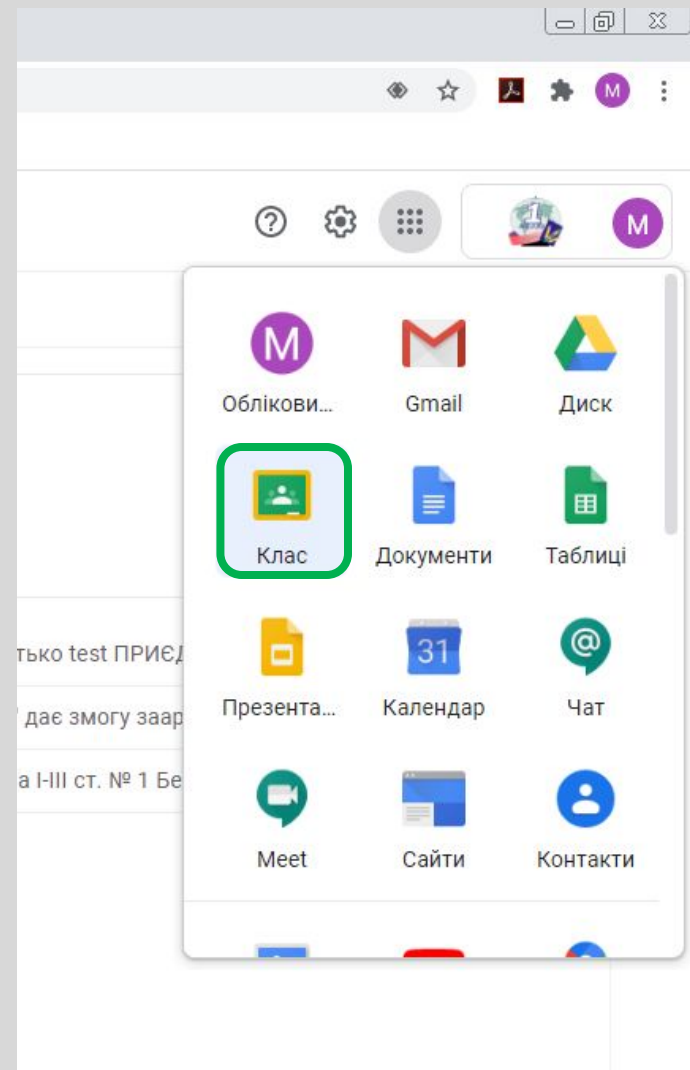 M
M
M
Облікови...
Gmail
Диск
Клас
Документи
Таблиці
31
@
Презента...
Календар
Чат
Meet
Сайти
Контакти
тько test ПРИЄД
дає змогу заар
а І-ІІІ ст. № 1 Бе